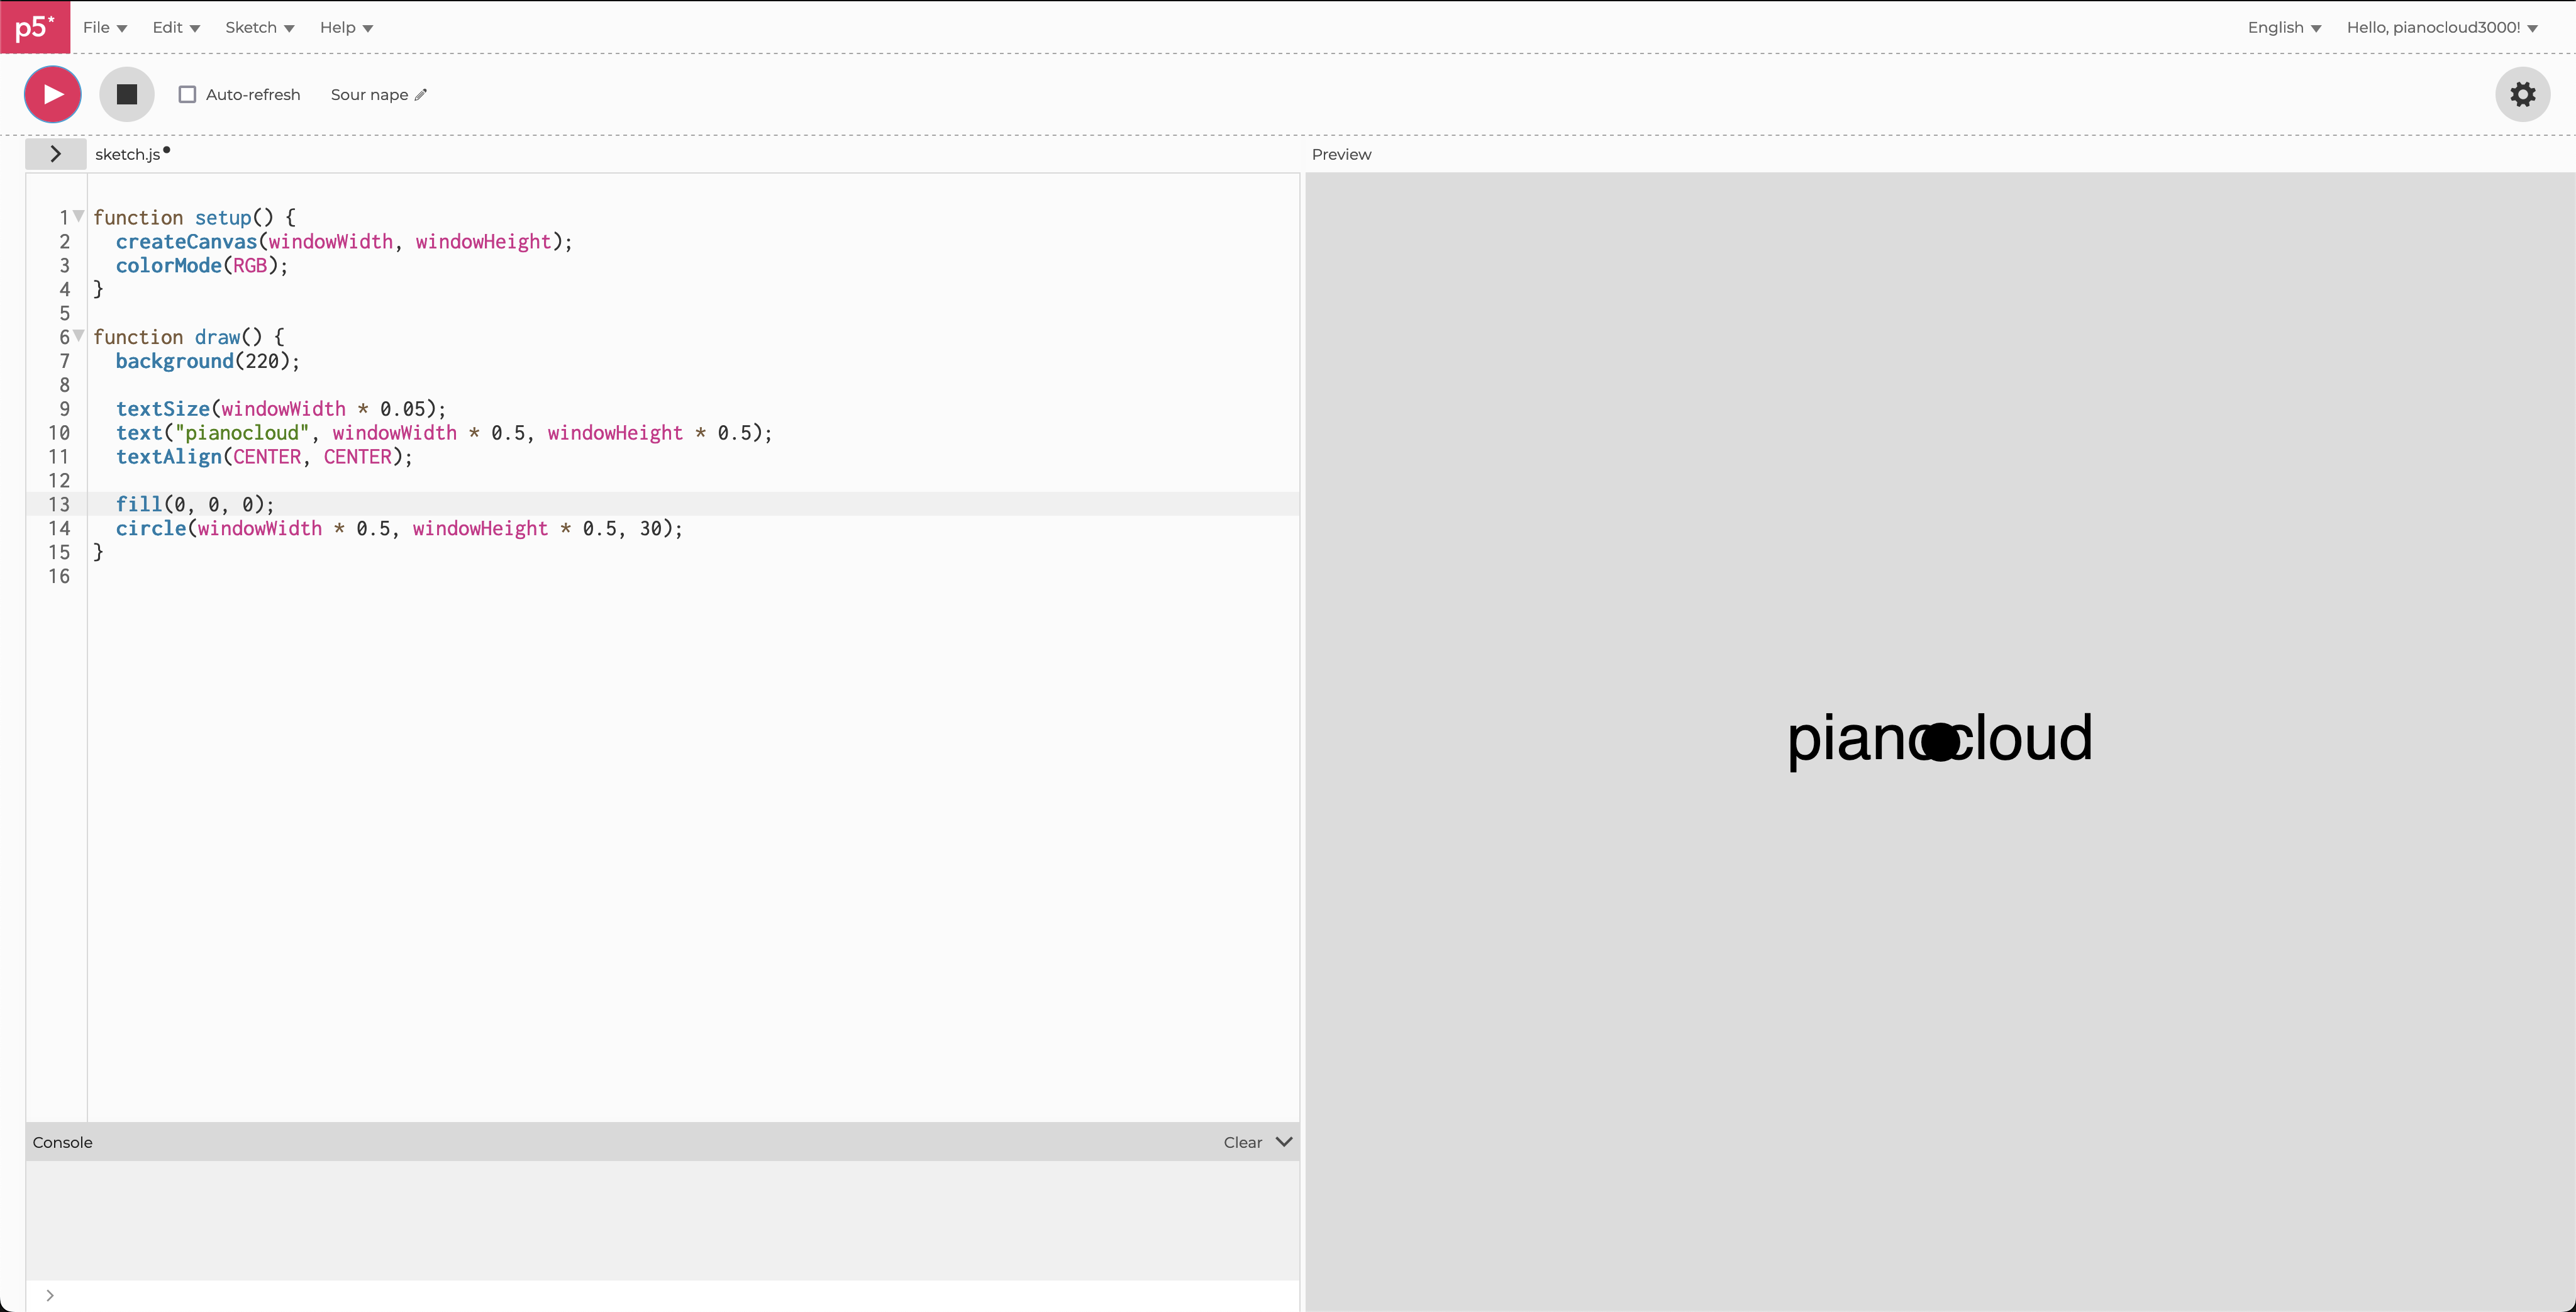 p5* File Edit Sketch Help English Hello, pianocloud3000!
Auto-refresh Sour nape
sketch.js Preview
1 function setup() {
2 createCanvas(windowWidth, windowHeight);
3 colorMode(RGB);
4 }
5
6 function draw() {
7 background(220);
8
9 textSize(windowWidth * 0.05);
10 text("pianocloud", windowWidth * 0.5, windowHeight * 0.5);
11 textAlign(CENTER, CENTER);
12
13 fill(0, 0, 0);
14 circle(windowWidth * 0.5, windowHeight * 0.5, 30);
15 }
16
pianocloud
Console Clear
>